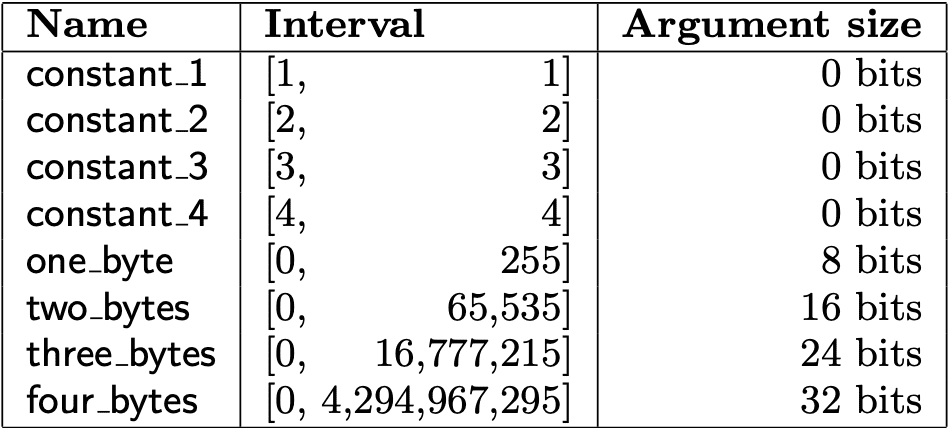 Name Interval Argument size
constant_1 [1, 1] 0 bits
constant_2 [2, 2] 0 bits
constant_3 [3, 3] 0 bits
constant_4 [4, 4] 0 bits
one_byte [0, 255] 8 bits
two_bytes [0, 65,535] 16 bits
three_bytes [0, 16,777,215] 24 bits
four_bytes [0, 4,294,967,295] 32 bits